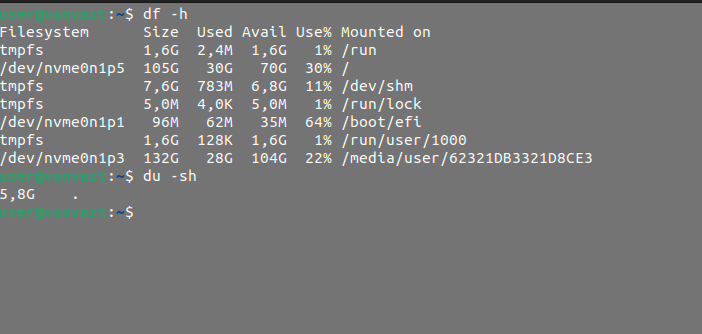 user@vanvazt:~$ df -h
Filesystem      Size  Used Avail Use% Mounted on
tmpfs           1,6G  2,4M  1,6G   1% /run
/dev/nvme0n1p5  105G   30G   70G  30% /
tmpfs           7,6G  783M  6,8G  11% /dev/shm
tmpfs           5,0M  4,0K  5,0M   1% /run/lock
/dev/nvme0n1p1   96M   62M   35M  64% /boot/efi
tmpfs           1,6G  128K  1,6G   1% /run/user/1000
/dev/nvme0n1p3  132G   28G  104G  22% /media/user/62321DB3321D8CE3
user@vanvazt:~$ du -sh
5,8G    .
user@vanvazt:~$